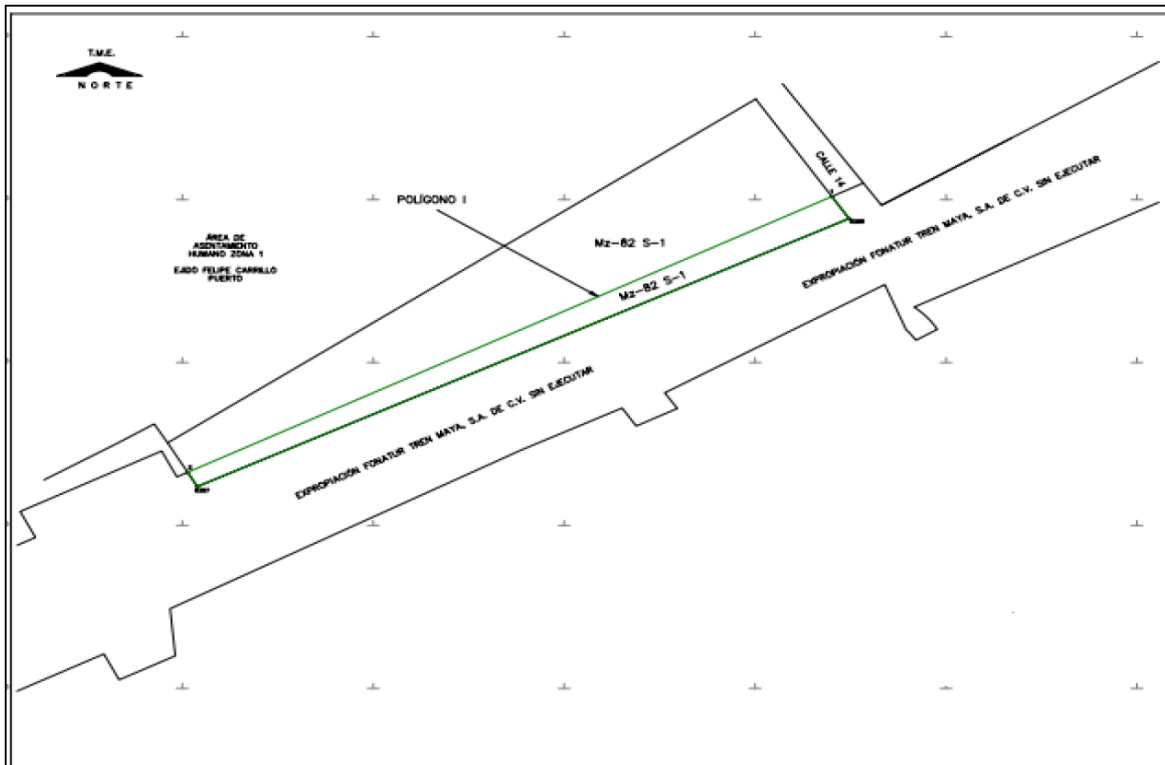 T.M.E.
NORTE
CALLE 14
POLÍGONO I
ÁREA DE
ASENTAMIENTO
HUMANO ZONA 1
EJIDO FELIPE CARRILLO
PUERTO
Mz-82 S-1
Mz-82 S-1
EXPROPIACIÓN FONATUR TREN MAYA, S.A. DE C.V. SIN EJECUTAR
EXPROPIACIÓN FONATUR TREN MAYA, S.A. DE C.V. SIN EJECUTAR